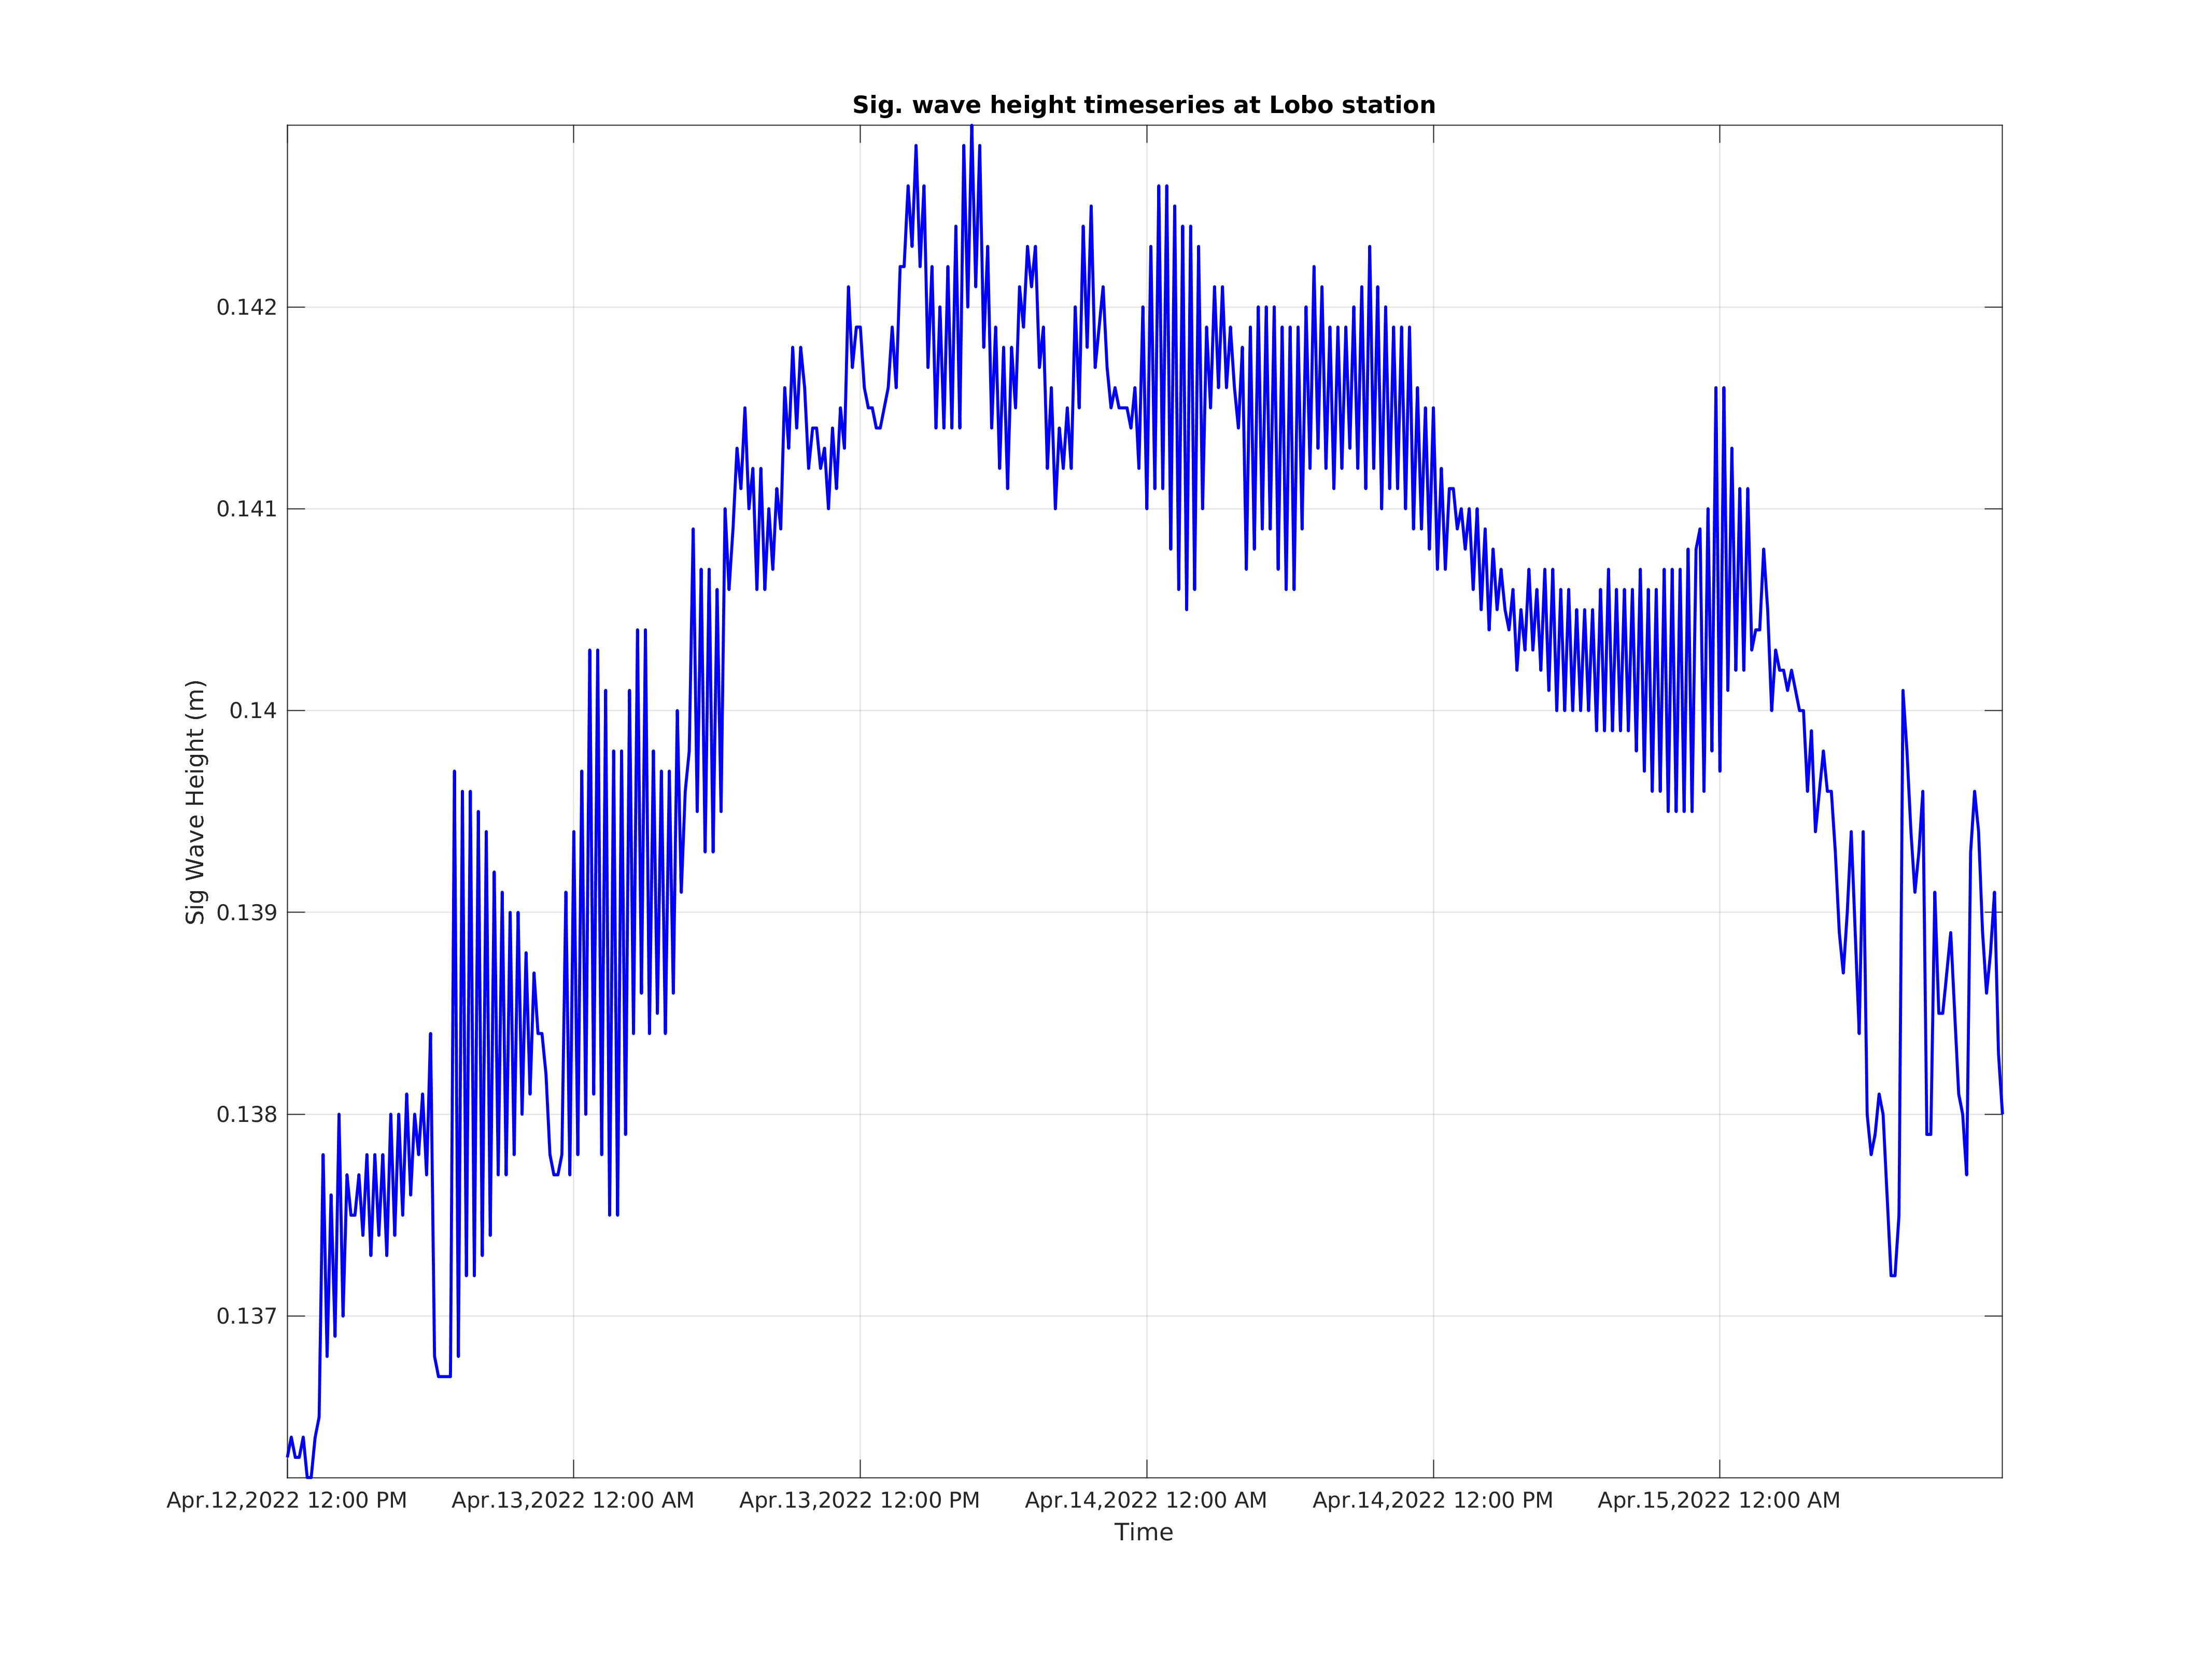 Sig. wave height timeseries at Lobo station
0.142
0.141
0.14
0.139
0.138
0.137
Sig Wave Height (m)
Apr.12,2022 12:00 PM
Apr.13,2022 12:00 AM
Apr.13,2022 12:00 PM
Apr.14,2022 12:00 AM
Apr.14,2022 12:00 PM
Apr.15,2022 12:00 AM
Time